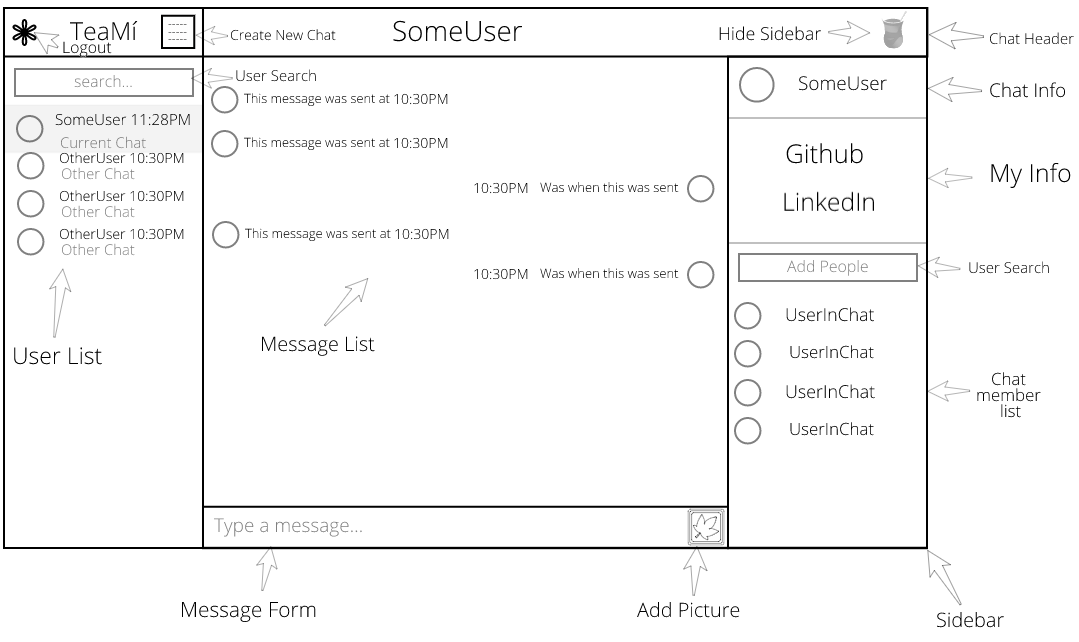 TeaMí
Logout
Create New Chat
SomeUser
Hide Sidebar
Chat Header
search...
User Search
SomeUser 11:28PM
Current Chat
OtherUser 10:30PM
Other Chat
OtherUser 10:30PM
Other Chat
OtherUser 10:30PM
Other Chat
User List
This message was sent at 10:30PM
This message was sent at 10:30PM
10:30PM Was when this was sent
This message was sent at 10:30PM
10:30PM Was when this was sent
Message List
Type a message...
SomeUser
Chat Info
Github
LinkedIn
My Info
Add People
User Search
UserInChat
UserInChat
UserInChat
UserInChat
Chat
member
list
Message Form
Add Picture
Sidebar